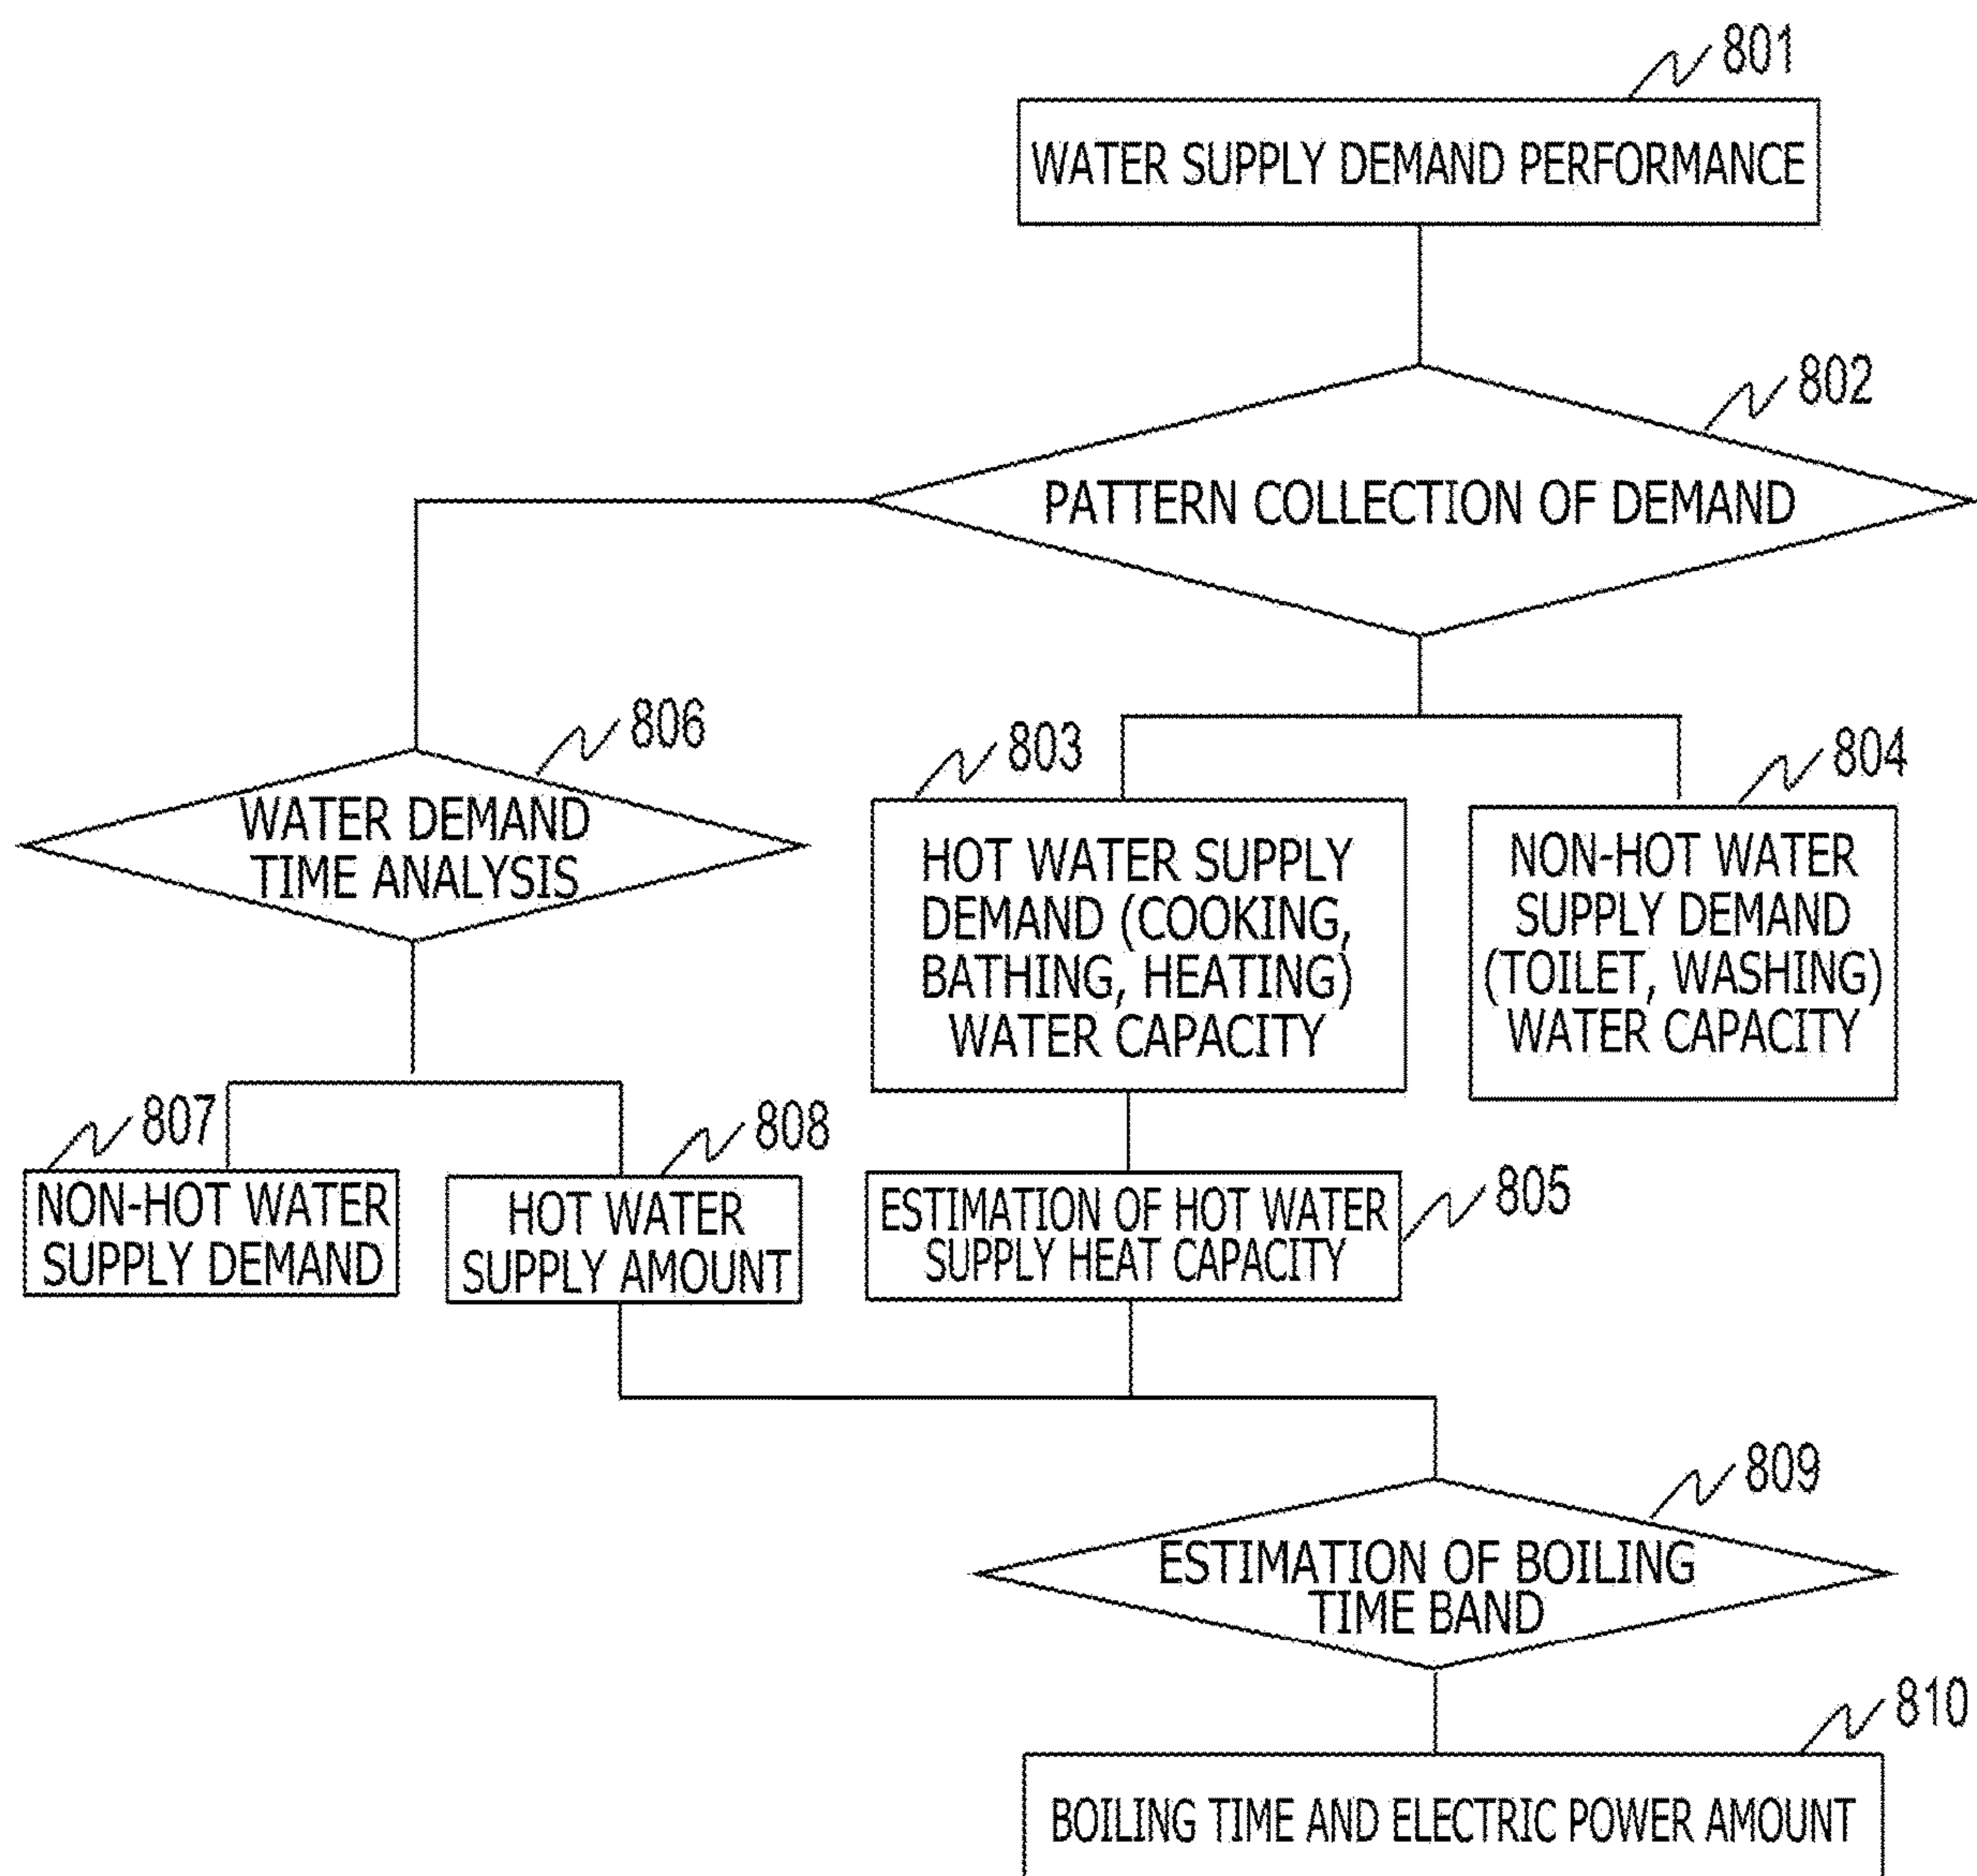 801
WATER SUPPLY DEMAND PERFORMANCE
802
PATTERN COLLECTION OF DEMAND
806
WATER DEMAND
TIME ANALYSIS
803
HOT WATER SUPPLY
DEMAND (COOKING,
BATHING, HEATING)
WATER CAPACITY
804
NON-HOT WATER
SUPPLY DEMAND
(TOILET, WASHING)
WATER CAPACITY
807
NON-HOT WATER
SUPPLY DEMAND
808
HOT WATER
SUPPLY AMOUNT
805
ESTIMATION OF HOT WATER
SUPPLY HEAT CAPACITY
809
ESTIMATION OF BOILING
TIME BAND
810
BOILING TIME AND ELECTRIC POWER AMOUNT